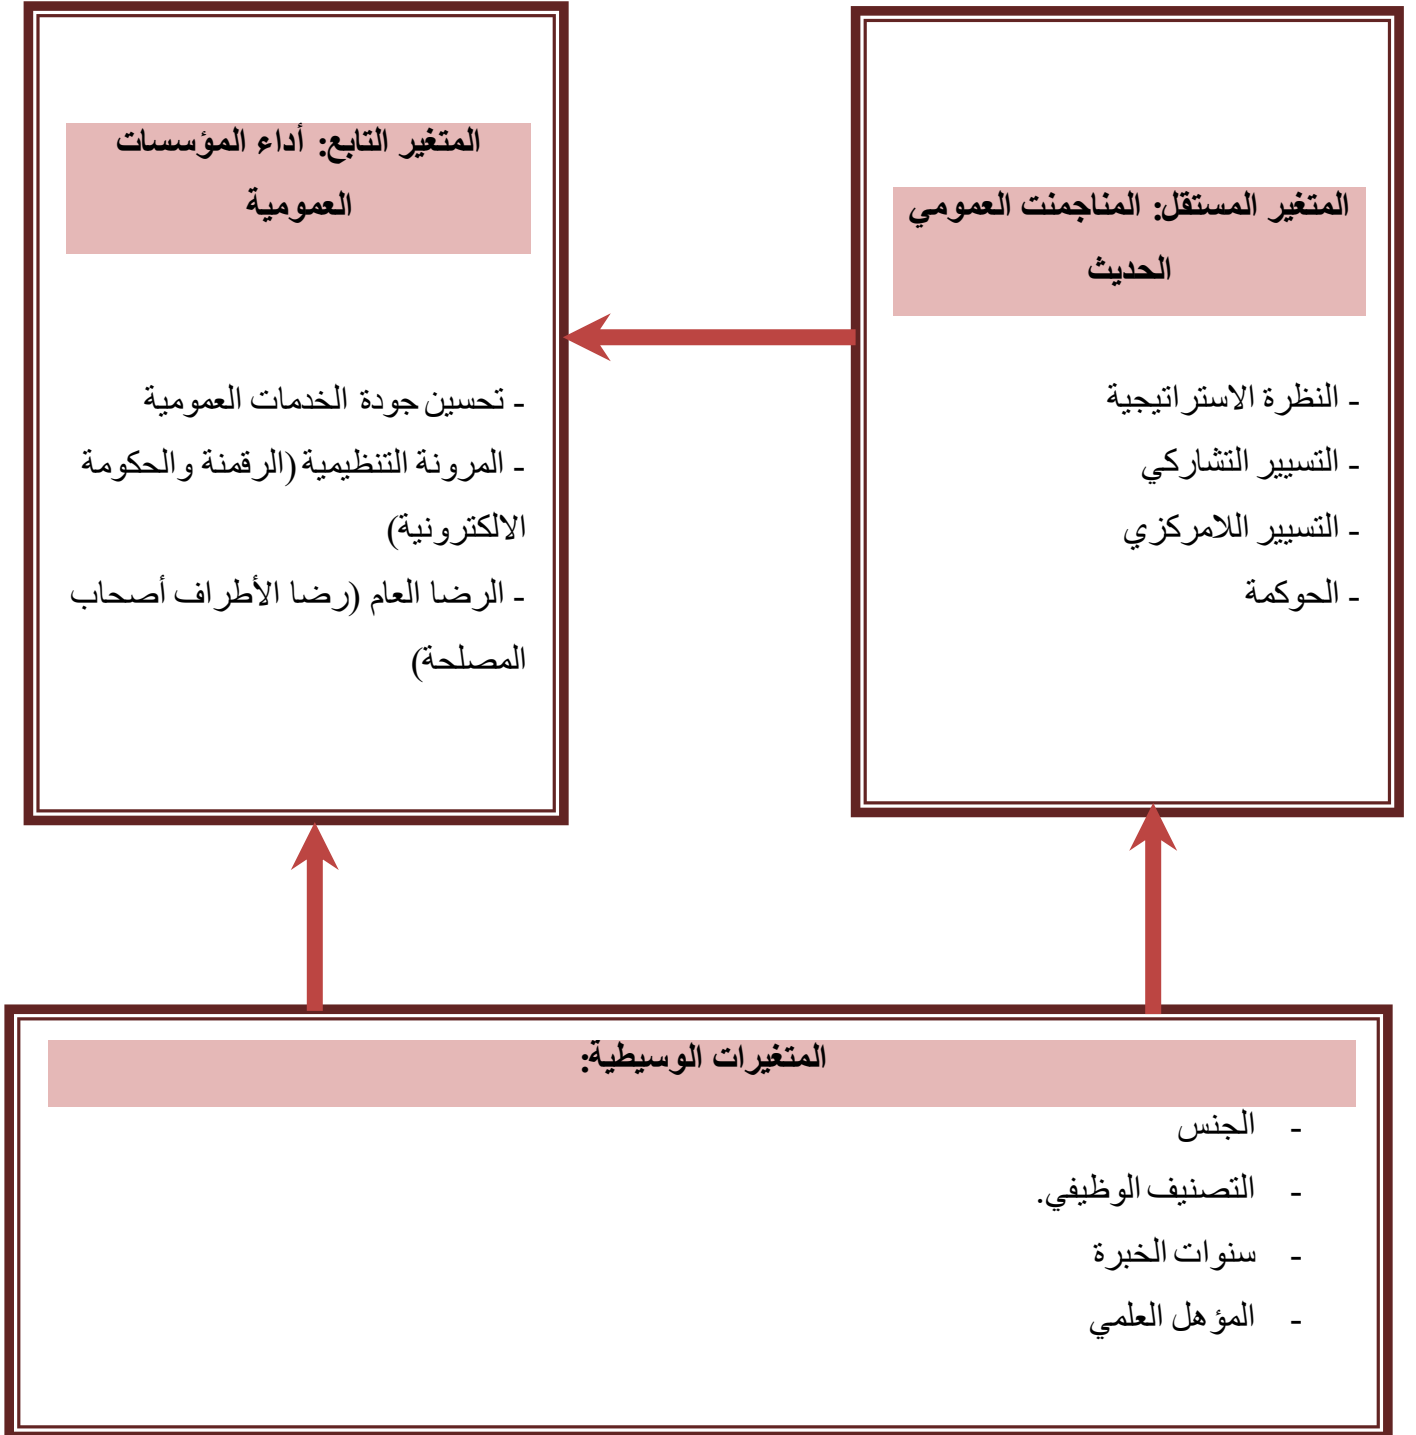 المتغير المستقل: المناجمنت العمومي
الحديث
- النظرة الاستراتيجية
- التسيير التشاركي
- التسيير اللامركزي
- الحوكمة
المتغير التابع: أداء المؤسسات
العمومية
- تحسين جودة الخدمات العمومية
- المرونة التنظيمية (الرقمنة والحكومة
الالكترونية)
- الرضا العام (رضا الأطراف أصحاب
المصلحة)
المتغيرات الوسيطية:
- الجنس
- التصنيف الوظيفي.
- سنوات الخبرة
- المؤهل العلمي